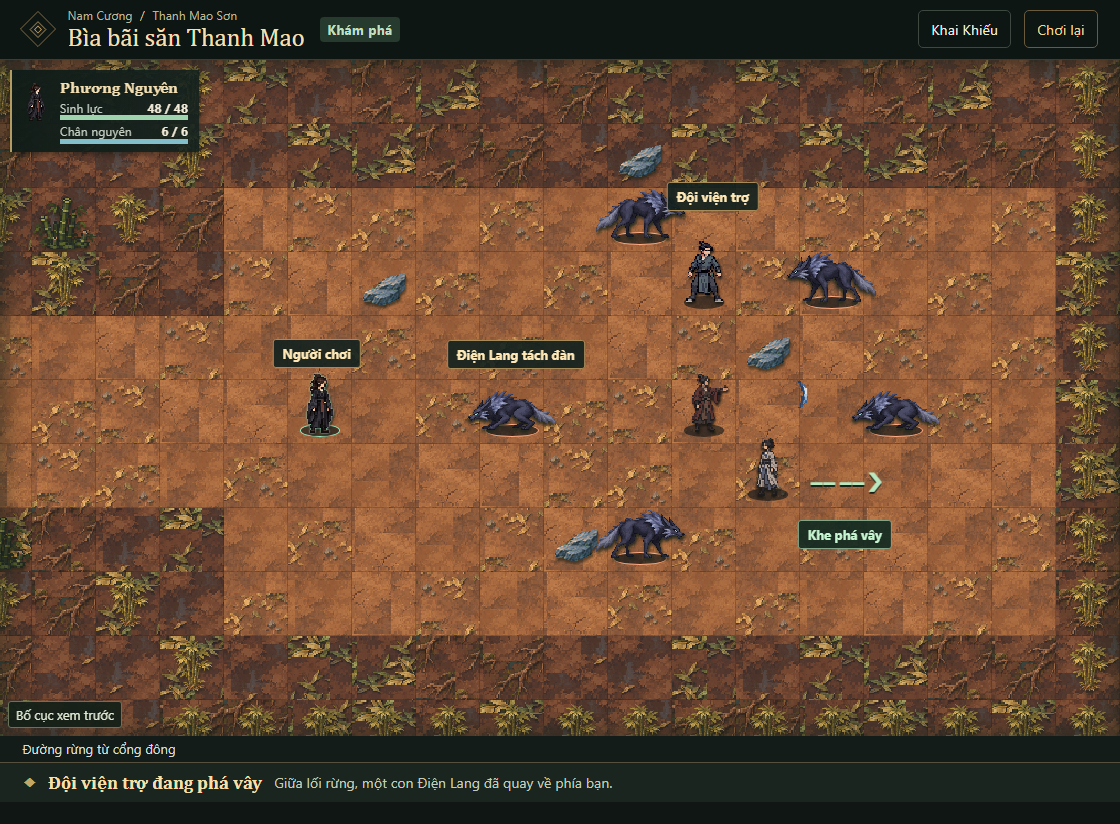 Nam Cương / Thanh Mao Sơn
Bìa bãi săn Thanh Mao
Khám phá
Khai Khiếu
Chơi lại
Phương Nguyên
Sinh lực 48 / 48
Chân nguyên 6 / 6
Đội viện trợ
Người chơi
Điện Lang tách đàn
Khe phá vây
Bố cục xem trước
Đường rừng từ cổng đông
Đội viện trợ đang phá vây Giữa lối rừng, một con Điện Lang đã quay về phía bạn.